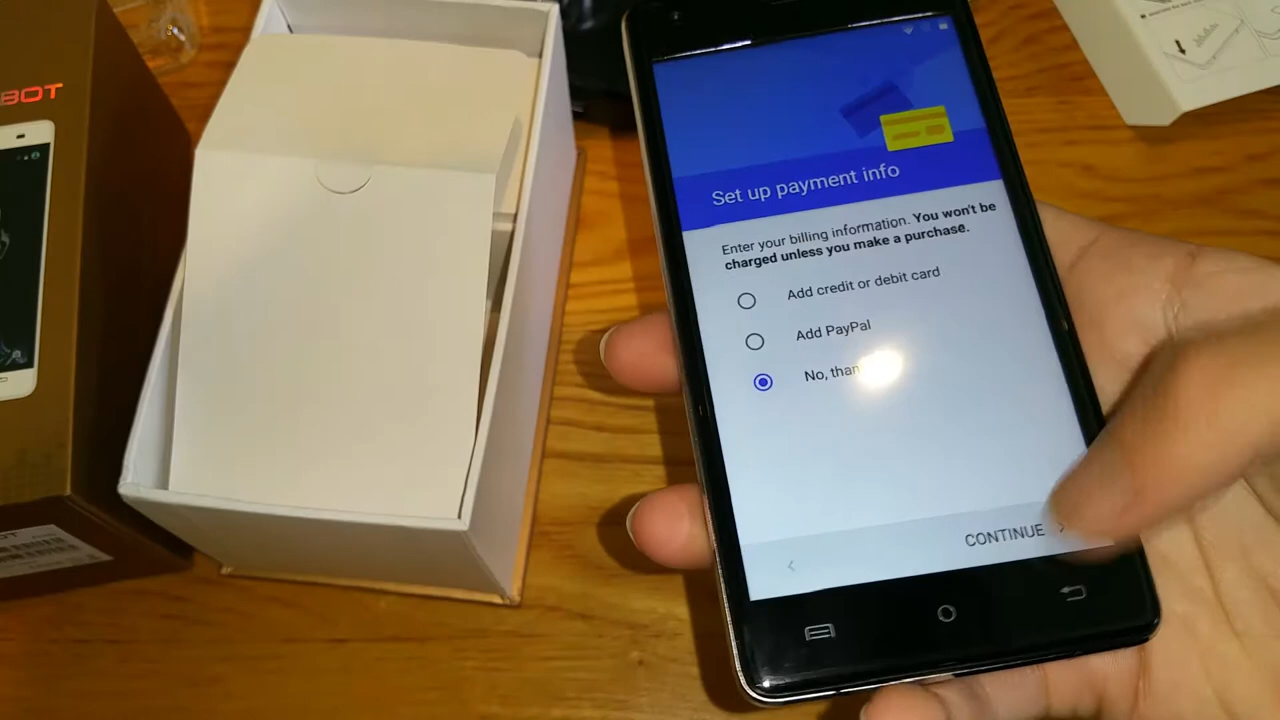 BOT
Set up payment info
Enter your billing information. You won't be
charged unless you make a purchase.
Add credit or debit card
Add PayPal
No,
CONTINUE